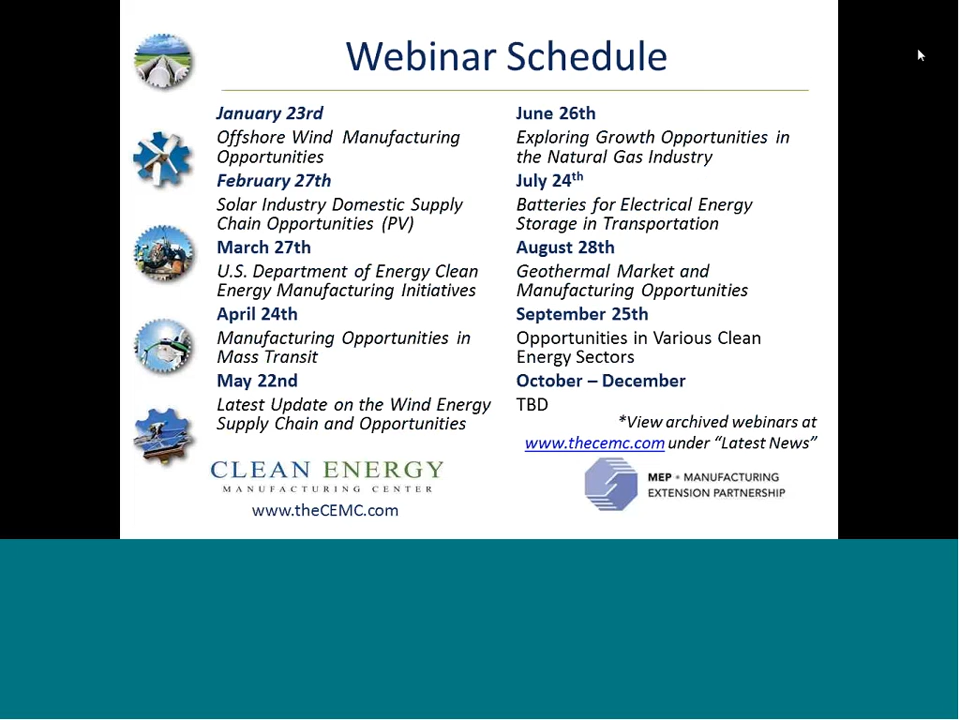 Webinar Schedule
January 23rd
Offshore Wind Manufacturing
Opportunities
February 27th
Solar Industry Domestic Supply
Chain Opportunities (PV)
March 27th
U.S. Department of Energy Clean
Energy Manufacturing Initiatives
April 24th
Manufacturing Opportunities in
Mass Transit
May 22nd
Latest Update on the Wind Energy
Supply Chain and Opportunities
June 26th
Exploring Growth Opportunities in
the Natural Gas Industry
July 24th
Batteries for Electrical Energy
Storage in Transportation
August 28th
Geothermal Market and
Manufacturing Opportunities
September 25th
Opportunities in Various Clean
Energy Sectors
October – December
TBD
*View archived webinars at
www.thecemc.com under “Latest News”
CLEAN ENERGY
MANUFACTURING CENTER
www.theCEMC.com
MEP • MANUFACTURING
EXTENSION PARTNERSHIP